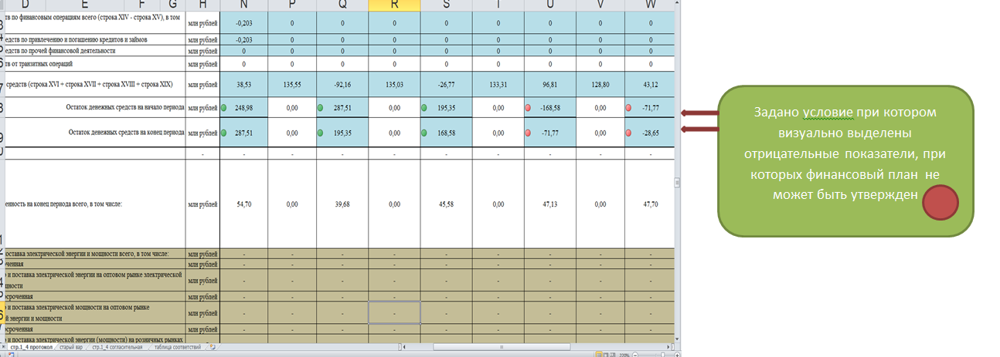 D E F G H N P Q R S T U V W
тв по финансовым операциям всего (строка XIV - строка XV), в том млн рублей -0,203 0 0 0 0 0 0 0 0
едств по привлечению и погашению кредитов и займов млн рублей -0,203 0 0 0 0 0 0 0 0
едств по прочей финансовой деятельности млн рублей 0 0 0 0 0 0 0 0 0
тв от транзитных операций млн рублей 0 0 0 0 0 0 0 0 0
средств (строка XVI + строка XVII + строка XVIII + строка XIX) млн рублей 38,53 135,55 -92,16 135,03 -26,77 133,31 96,81 128,80 43,12
Остаток денежных средств на начало периода млн рублей 248,98 0,00 287,51 0,00 195,35 0,00 -168,58 0,00 -71,77
Остаток денежных средств на конец периода млн рублей 287,51 0,00 195,35 0,00 168,58 0,00 -71,77 0,00 -28,65
- - - - - - - - - -
енность на конец периода всего, в том числе: млн рублей 54,70 0,00 39,68 0,00 45,58 0,00 47,13 0,00 47,70
оставка электрической энергии и мощности всего, в том числе: млн рублей - - - - - - - - -
ченная млн рублей - - - - - - - - -
о и поставка электрической энергии на оптовом рынке электрической
щности млн рублей - - - - - - - - -
сроченная млн рублей - - - - - - - - -
о и поставка электрической мощности на оптовом рынке
й энергии и мощности млн рублей - - - - - - - - -
сроченная млн рублей - - - - - - - - -
о и поставка электрической энергии (мощности) на розничных рынках
стр.1_4 протокол старый вар стр.1_4 согласительная таблица соответствий
220%
Задано условие при котором
визуально выделены
отрицательные показатели, при
которых финансовый план не
может быть утвержден